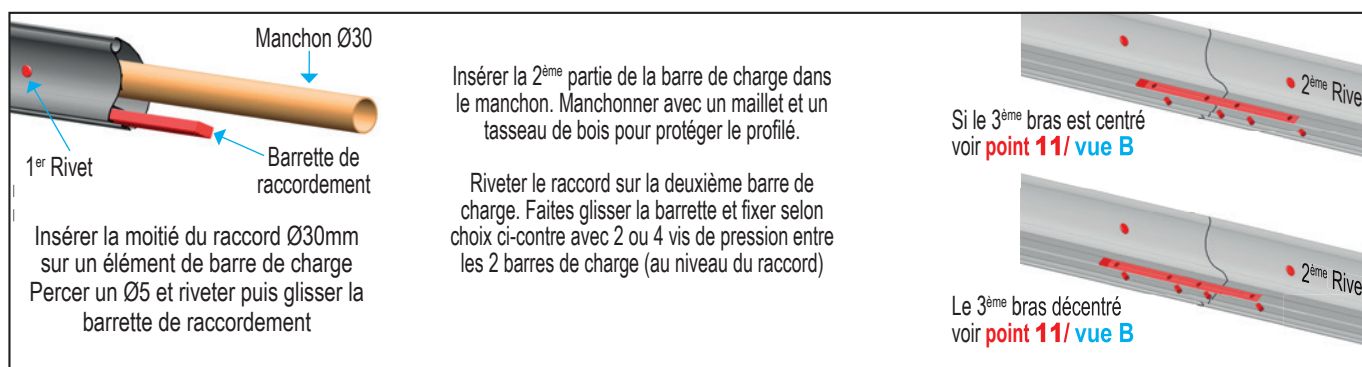 Manchon Ø30
1er Rivet
Barrette de
raccordement
Insérer la moitié du raccord Ø30mm
sur un élément de barre de charge
Percer un Ø5 et riveter puis glisser la
barrette de raccordement
Insérer la 2ème partie de la barre de charge dans
le manchon. Manchonner avec un maillet et un
tasseau de bois pour protéger le profilé.
Riveter le raccord sur la deuxième barre de
charge. Faites glisser la barrette et fixer selon
choix ci-contre avec 2 ou 4 vis de pression entre
les 2 barres de charge (au niveau du raccord)
2ème Rive
Si le 3ème bras est centré
voir point 11/ vue B
2ème Rive
Le 3ème bras décentré
voir point 11/ vue B